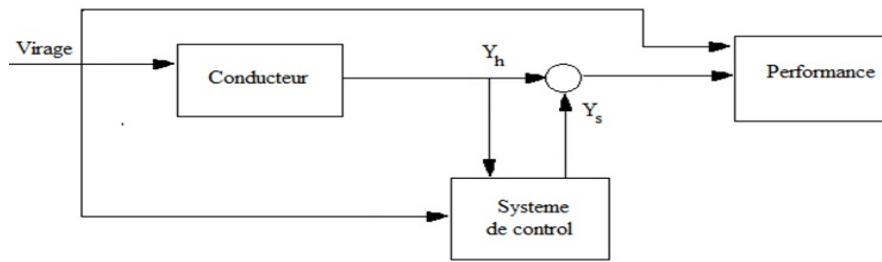 Virage
Conducteur
Y_h
Y_s
Performance
Systeme
de control